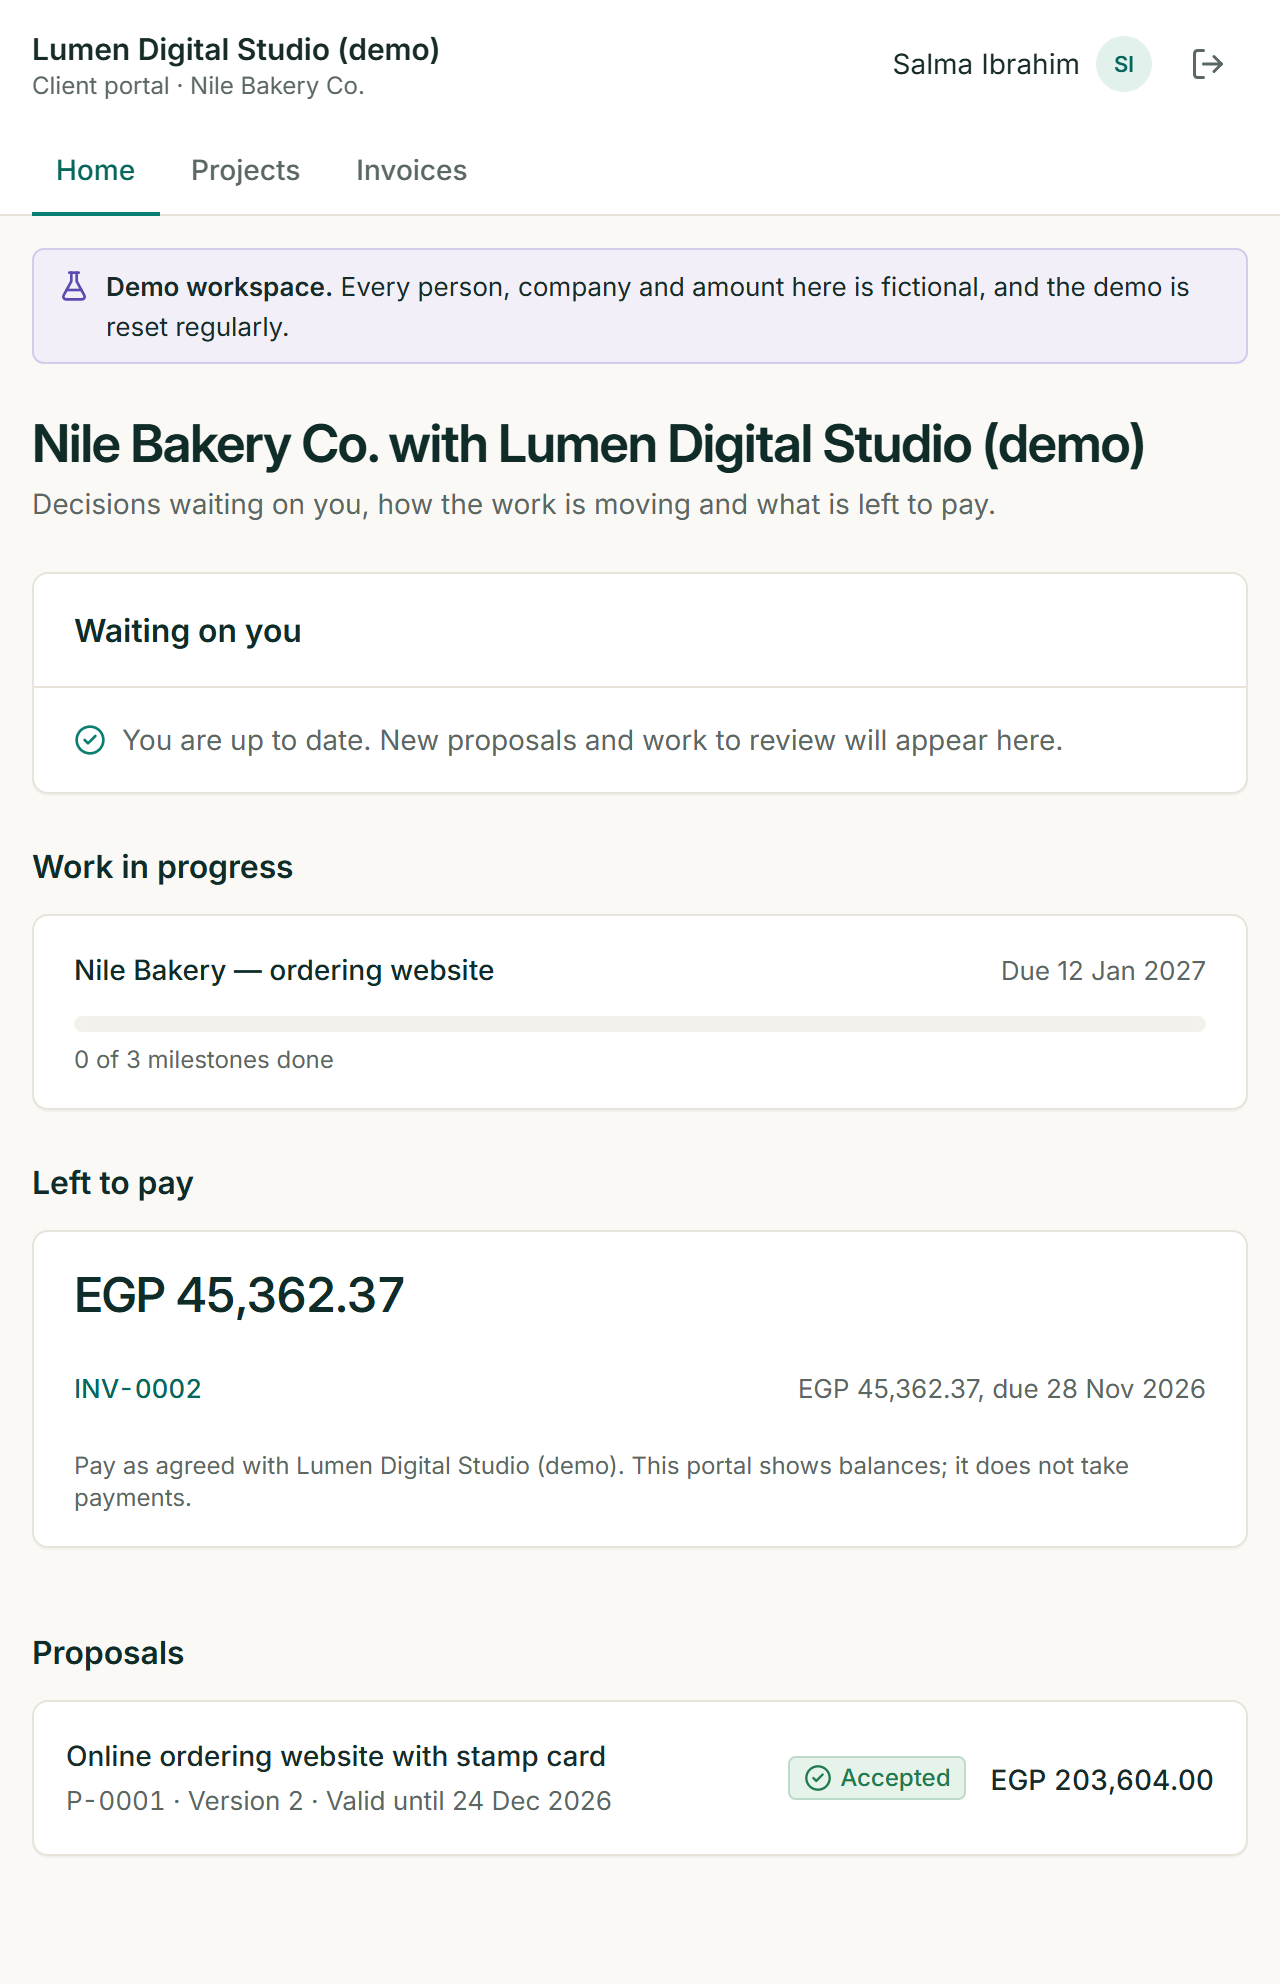 Lumen Digital Studio (demo)
Client portal · Nile Bakery Co.
Salma Ibrahim
SI
Home
Projects
Invoices
Demo workspace. Every person, company and amount here is fictional, and the demo is
reset regularly.
Nile Bakery Co. with Lumen Digital Studio (demo)
Decisions waiting on you, how the work is moving and what is left to pay.
Waiting on you
You are up to date. New proposals and work to review will appear here.
Work in progress
Nile Bakery — ordering website
Due 12 Jan 2027
0 of 3 milestones done
Left to pay
EGP 45,362.37
INV-0002
EGP 45,362.37, due 28 Nov 2026
Pay as agreed with Lumen Digital Studio (demo). This portal shows balances; it does not take
payments.
Proposals
Online ordering website with stamp card
P-0001 · Version 2 · Valid until 24 Dec 2026
Accepted
EGP 203,604.00